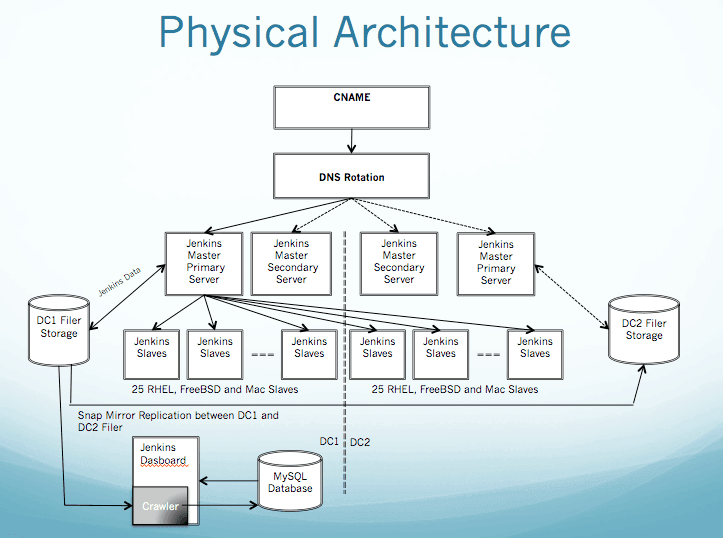 Physical Architecture
CNAME
DNS Rotation
Jenkins
Master
Primary
Server
Jenkins
Master
Secondary
Server
Jenkins
Master
Secondary
Server
Jenkins
Master
Primary
Server
Jenkins Data
DC1 Filer
Storage
DC2 Filer
Storage
Jenkins
Slaves
Jenkins
Slaves
---
Jenkins
Slaves
Jenkins
Slaves
Jenkins
Slaves
---
Jenkins
Slaves
25 RHEL, FreeBSD and Mac Slaves
25 RHEL, FreeBSD and Mac Slaves
Snap Mirror Replication between DC1 and
DC2 Filer
DC1
DC2
Jenkins
Dasboard
MySQL
Database
Crawler